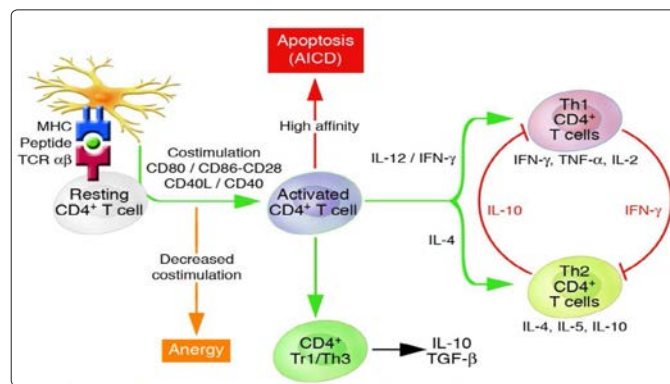 Apoptosis
(AICD)
High affinity
MHC
Peptide
TCR αβ
Resting
CD4⁺ T cell
Costimulation
CD80 / CD86-CD28
CD40L / CD40
Decreased
costimulation
Anergy
Activated
CD4⁺ T cell
CD4⁺
Tr1/Th3
IL-10
TGF-β
IL-12 / IFN-γ
IL-4
Th1
CD4⁺
T cells
IFN-γ, TNF-α, IL-2
IL-10
IFN-γ
Th2
CD4⁺
T cells
IL-4, IL-5, IL-10